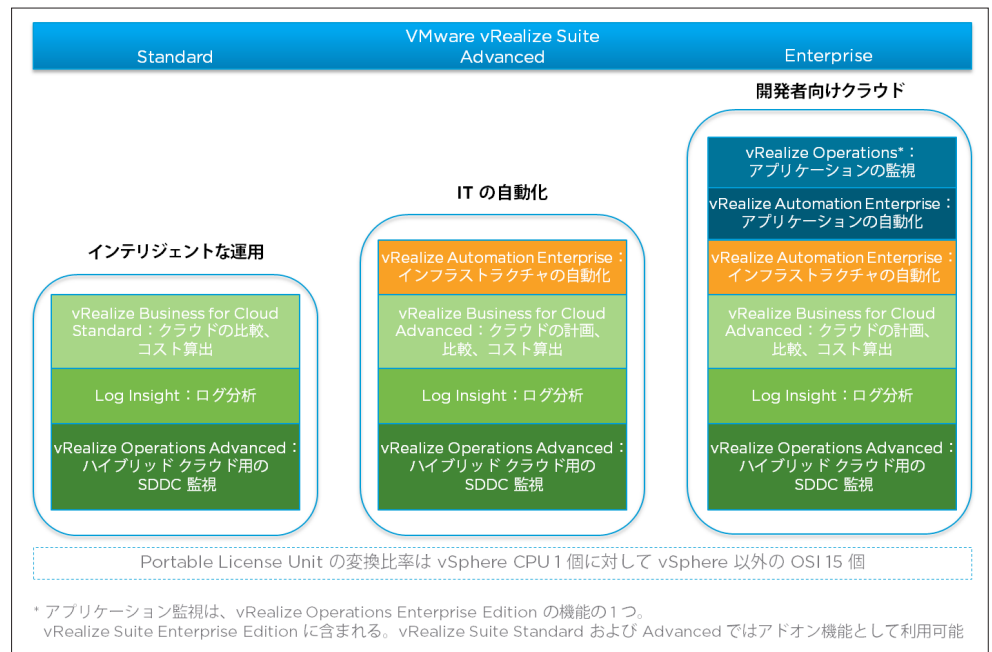 VMware vRealize Suite
Standard
Advanced
Enterprise
インテリジェントな運用
vRealize Business for Cloud
Standard：クラウドの比較、
コスト算出
Log Insight：ログ分析
vRealize Operations Advanced：
ハイブリッド クラウド用の
SDDC 監視
IT の自動化
vRealize Automation Enterprise：
インフラストラクチャの自動化
vRealize Business for Cloud
Advanced：クラウドの計画、
比較、コスト算出
Log Insight：ログ分析
vRealize Operations Advanced：
ハイブリッド クラウド用の
SDDC 監視
開発者向けクラウド
vRealize Operations*：
アプリケーションの監視
vRealize Automation Enterprise：
アプリケーションの自動化
vRealize Automation Enterprise：
インフラストラクチャの自動化
vRealize Business for Cloud
Advanced：クラウドの計画、
比較、コスト算出
Log Insight：ログ分析
vRealize Operations Advanced：
ハイブリッド クラウド用の
SDDC 監視
Portable License Unit の変換比率は vSphere CPU 1 個に対して vSphere 以外の OSI 15 個
* アプリケーション監視は、vRealize Operations Enterprise Edition の機能の 1 つ。
vRealize Suite Enterprise Edition に含まれる。vRealize Suite Standard および Advanced ではアドオン機能として利用可能